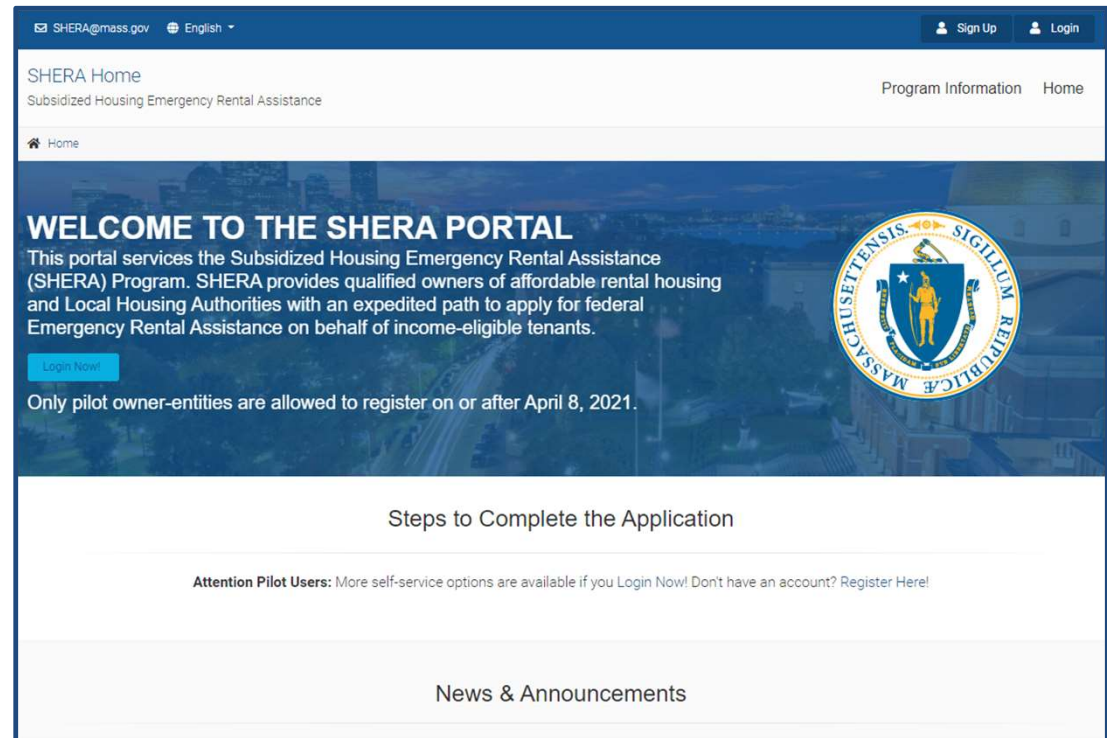 SHERA@mass.gov English Sign Up Login
SHERA Home
Subsidized Housing Emergency Rental Assistance
Program Information Home
Home
WELCOME TO THE SHERA PORTAL
This portal services the Subsidized Housing Emergency Rental Assistance
(SHERA) Program. SHERA provides qualified owners of affordable rental housing
and Local Housing Authorities with an expedited path to apply for federal
Emergency Rental Assistance on behalf of income-eligible tenants.
Login Now!
Only pilot owner-entities are allowed to register on or after April 8, 2021.
SIGILLUM REIPUBLICÆ MASSACHUSETTENSIS
Steps to Complete the Application
Attention Pilot Users: More self-service options are available if you Login Now! Don't have an account? Register Here!
News & Announcements